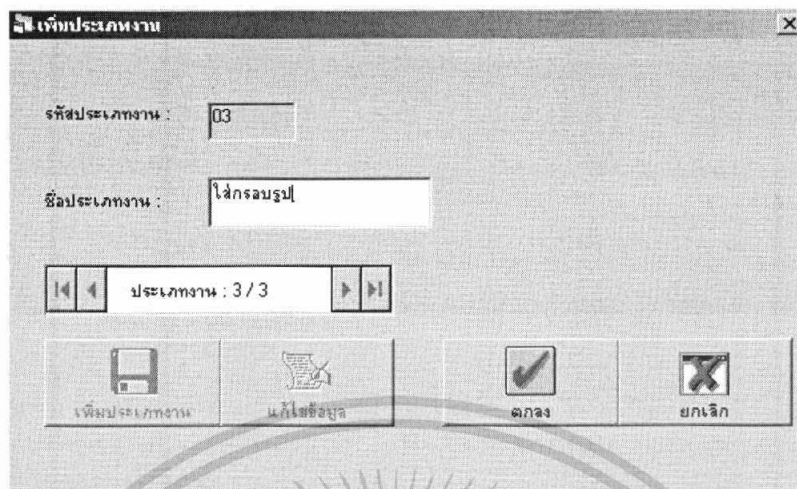 เพิ่มประเภทงาน
รหัสประเภทงาน : 03
ชื่อประเภทงาน : ใส่กรอบรูป
ประเภทงาน : 3 / 3
เพิ่มประเภทงาน แก้ไขข้อมูล ตกลง ยกเลิก